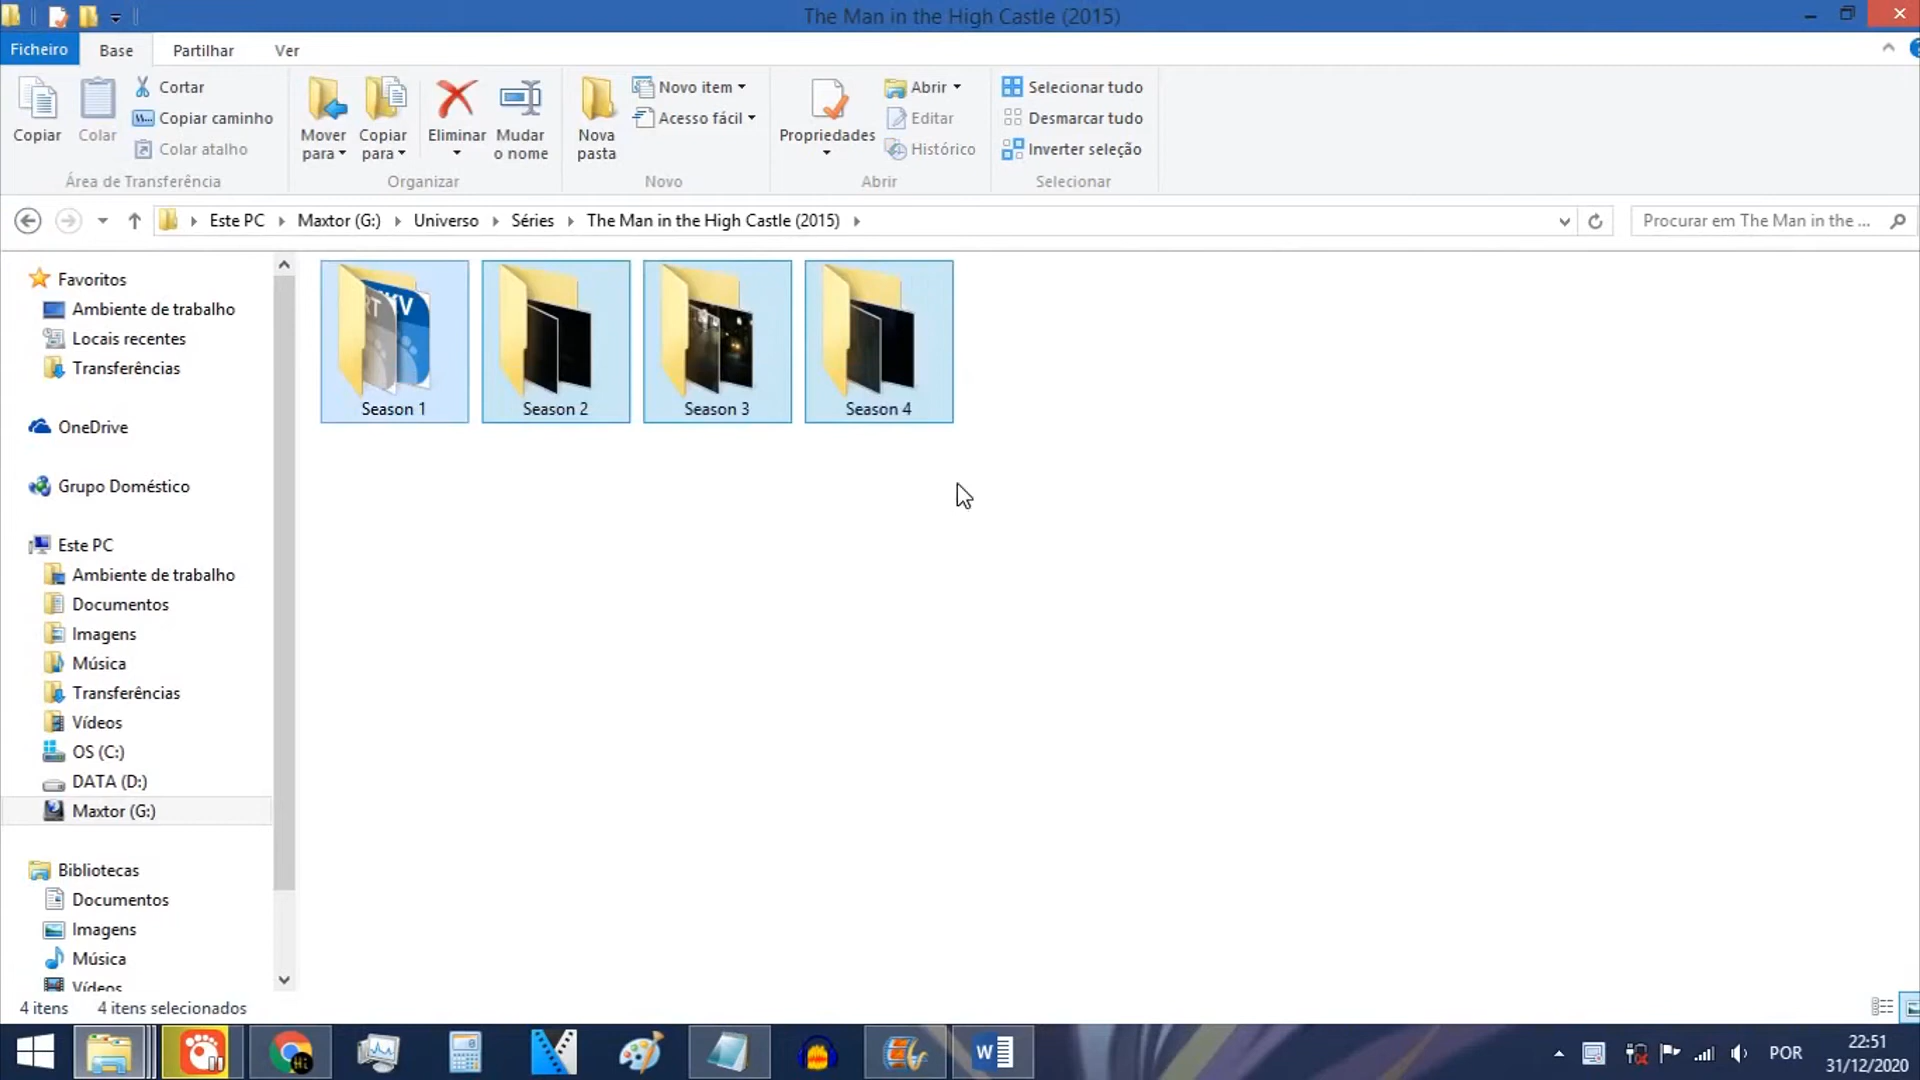 The Man in the High Castle (2015)
Ficheiro Base Partilhar Ver
Copiar
Colar
Cortar
Copiar caminho
Colar atalho
Área de Transferência
Mover para
Copiar para
Eliminar
Mudar o nome
Organizar
Nova pasta
Novo item
Acesso fácil
Novo
Propriedades
Abrir
Editar
Histórico
Abrir
Selecionar tudo
Desmarcar tudo
Inverter seleção
Selecionar
Este PC Maxtor (G:) Universo Séries The Man in the High Castle (2015)
Procurar em The Man in the ...
Favoritos
Ambiente de trabalho
Locais recentes
Transferências
OneDrive
Grupo Doméstico
Este PC
Ambiente de trabalho
Documentos
Imagens
Música
Transferências
Vídeos
OS (C:)
DATA (D:)
Maxtor (G:)
Bibliotecas
Documentos
Imagens
Música
Vídeos
Season 1
Season 2
Season 3
Season 4
4 itens 4 itens selecionados
POR
22:51
31/12/2020